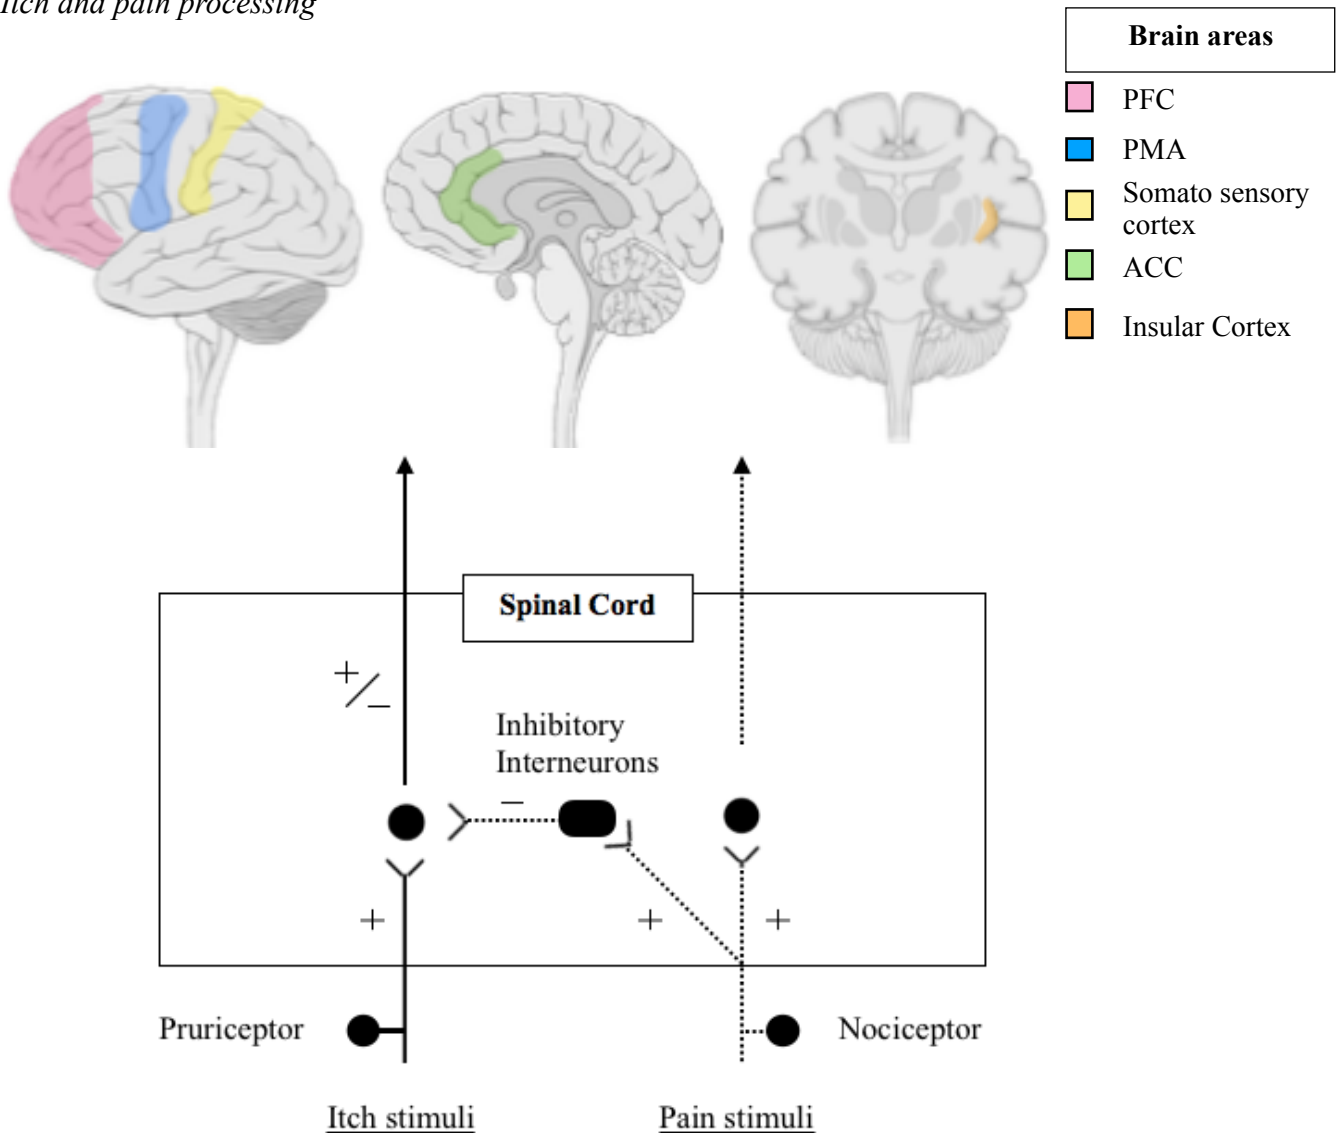 Itch and pain processing
Brain areas
PFC
PMA
Somato sensory
cortex
ACC
Insular Cortex
Spinal Cord
+/−
Inhibitory
Interneurons
−
+
+
+
Pruriceptor
Nociceptor
Itch stimuli
Pain stimuli